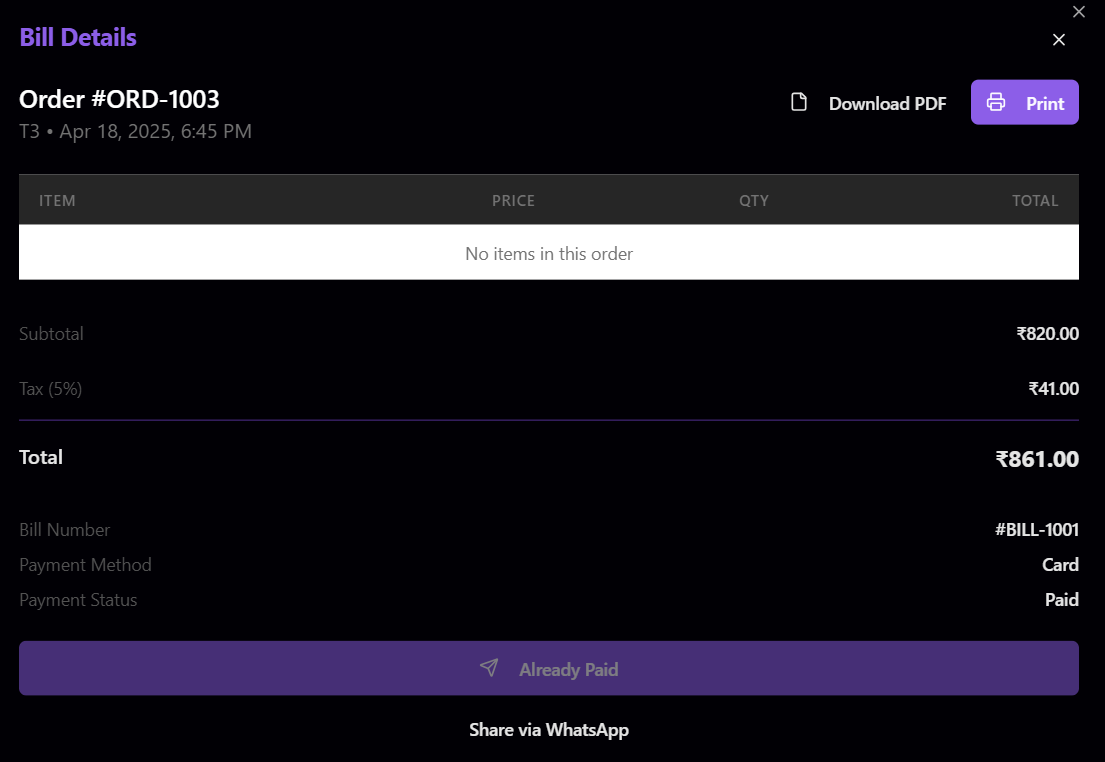 Bill Details
Order #ORD-1003
T3 • Apr 18, 2025, 6:45 PM
Download PDF
Print
ITEM PRICE QTY TOTAL
No items in this order
Subtotal ₹820.00
Tax (5%) ₹41.00
Total ₹861.00
Bill Number #BILL-1001
Payment Method Card
Payment Status Paid
Already Paid
Share via WhatsApp